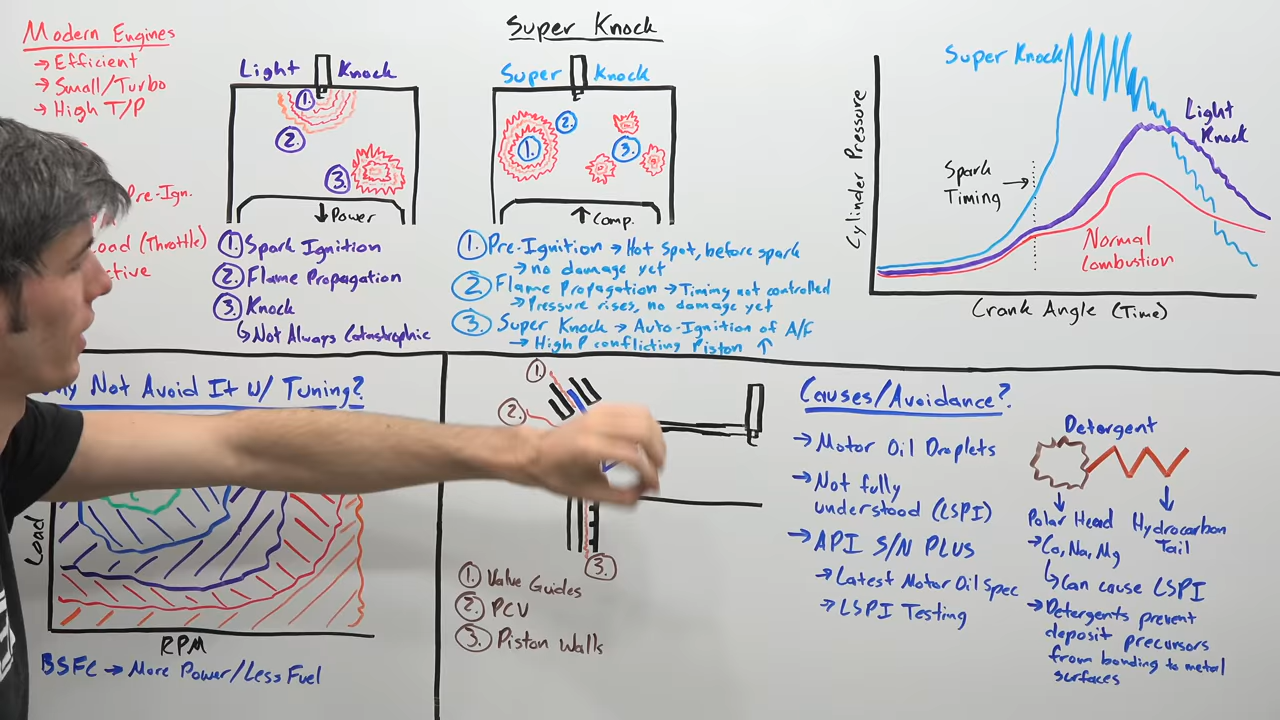 Super Knock
Modern Engines
→ Efficient
→ Small/Turbo
→ High T/P
Pre-Ign.
(Throttle)
Light Knock
1.
2.
3.
↓ Power
① Spark Ignition
② Flame Propagation
③ Knock
↳ Not Always Catastrophic
Super Knock
1.
2.
3.
↑ Comp.
① Pre-Ignition → Hot Spot, before spark
→ no damage yet
② Flame Propagation → Timing not controlled
→ Pressure rises, no damage yet
③ Super Knock → Auto-Ignition of A/F
→ High P conflicting Piston ↑
Cylinder Pressure
Super Knock
Light Knock
Spark Timing →
Normal Combustion
Crank Angle (Time)
Not Avoid It w/ Tuning?
Load
RPM
BSFC → More Power/Less Fuel
1.
2.
3.
① Valve Guides
② PCV
③ Piston Walls
Causes/Avoidance?
→ Motor Oil Droplets
→ Not fully
understood (LSPI)
→ API S/N PLUS
→ Latest Motor Oil Spec
→ LSPI Testing
Detergent
Polar Head
→ Ca, Na, Mg
↳ Can cause LSPI
Hydrocarbon
Tail
→ Detergents prevent
deposit precursors
from bonding to metal
surfaces